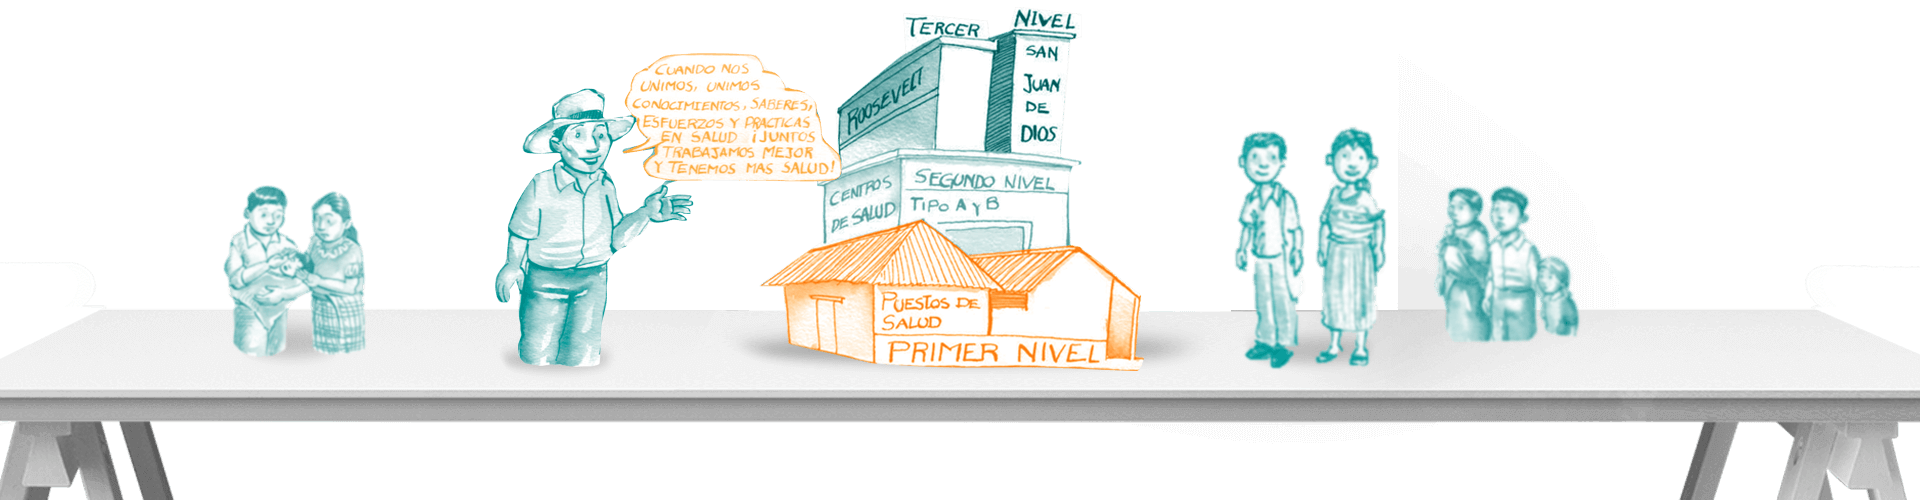 CUANDO NOS
UNIMOS, UNIMOS
CONOCIMIENTOS, SABERES,
ESFUERZOS Y PRACTICAS
EN SALUD ¡JUNTOS
TRABAJAMOS MEJOR
Y TENEMOS MAS SALUD!
TERCER NIVEL
ROOSEVELT
SAN
JUAN
DE
DIOS
CENTROS
DE SALUD
SEGUNDO NIVEL
TIPO A Y B
PUESTOS DE
SALUD
PRIMER NIVEL